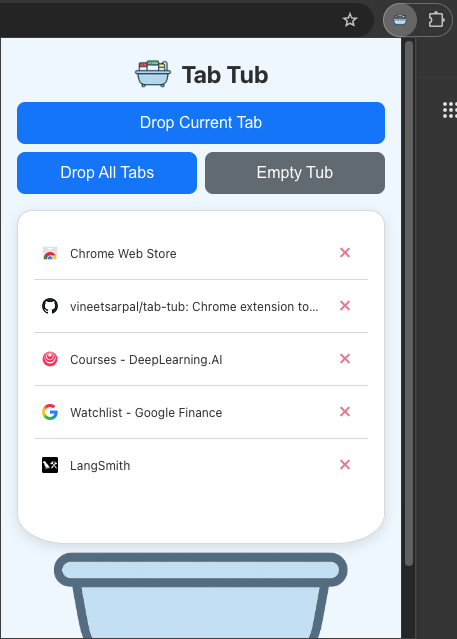 Tab Tub
Drop Current Tab
Drop All Tabs
Empty Tub
Chrome Web Store
vineetsarpal/tab-tub: Chrome extension to...
Courses - DeepLearning.AI
Watchlist - Google Finance
LangSmith